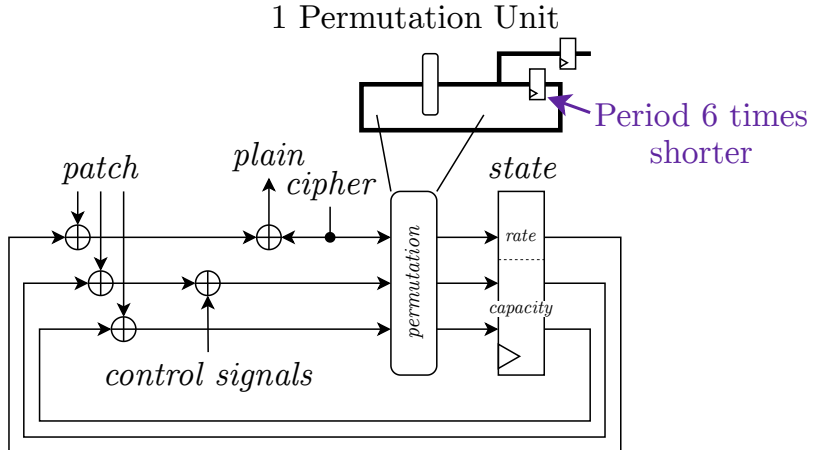 1 Permutation Unit
Period 6 times
shorter
patch
plain
cipher
state
permutation
rate
capacity
control signals